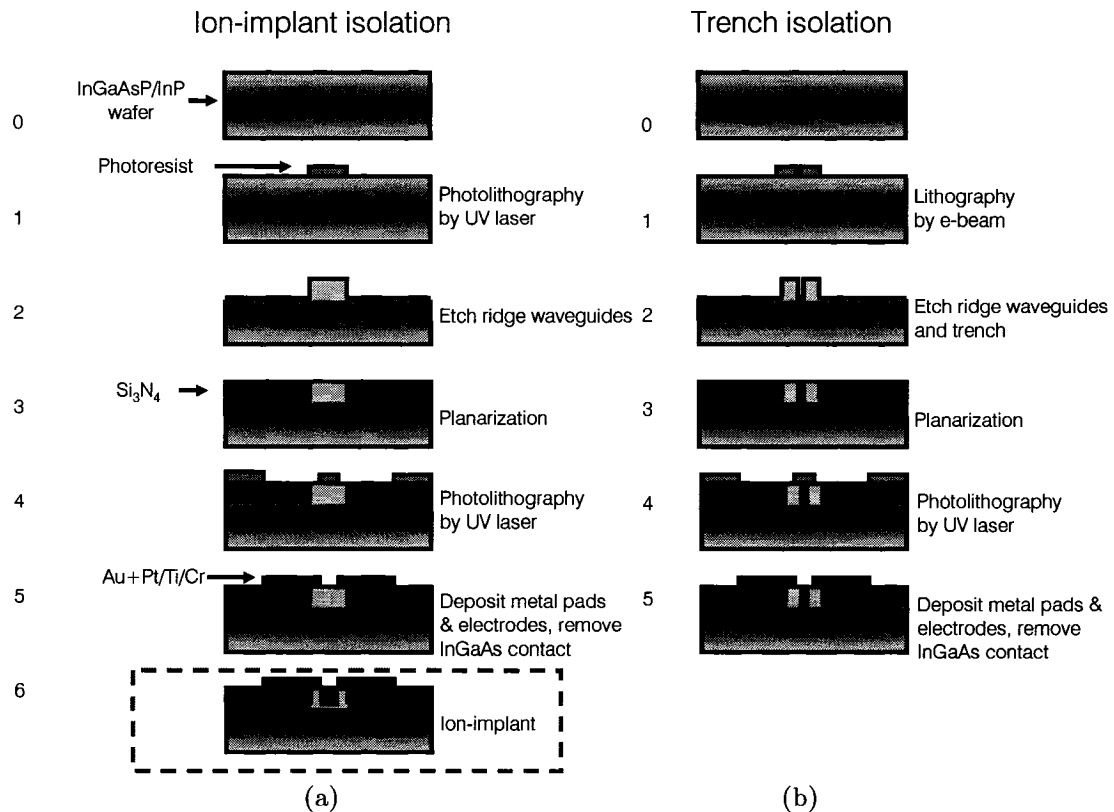 Ion-implant isolation
InGaAsP/InP
wafer
0
Photoresist
1
Photolithography
by UV laser
2
Etch ridge waveguides
Si3N4
3
Planarization
4
Photolithography
by UV laser
Au+Pt/Ti/Cr
5
Deposit metal pads
& electrodes, remove
InGaAs contact
6
Ion-implant
(a)
Trench isolation
0
1
Lithography
by e-beam
2
Etch ridge waveguides
and trench
3
Planarization
4
Photolithography
by UV laser
5
Deposit metal pads &
electrodes, remove
InGaAs contact
(b)